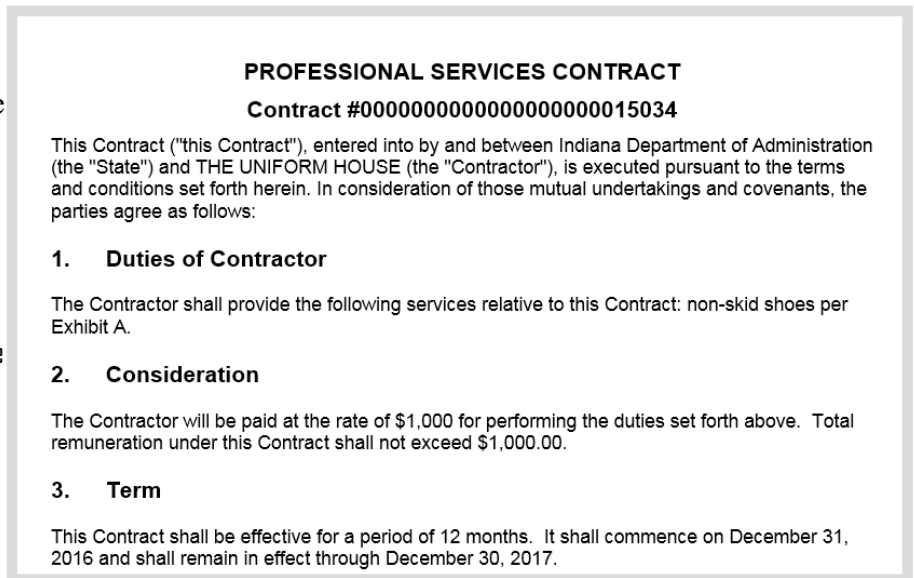 PROFESSIONAL SERVICES CONTRACT
Contract #0000000000000000000015034
This Contract ("this Contract"), entered into by and between Indiana Department of Administration
(the "State") and THE UNIFORM HOUSE (the "Contractor"), is executed pursuant to the terms
and conditions set forth herein. In consideration of those mutual undertakings and covenants, the
parties agree as follows:
1. Duties of Contractor
The Contractor shall provide the following services relative to this Contract: non-skid shoes per
Exhibit A.
2. Consideration
The Contractor will be paid at the rate of $1,000 for performing the duties set forth above. Total
remuneration under this Contract shall not exceed $1,000.00.
3. Term
This Contract shall be effective for a period of 12 months. It shall commence on December 31,
2016 and shall remain in effect through December 30, 2017.